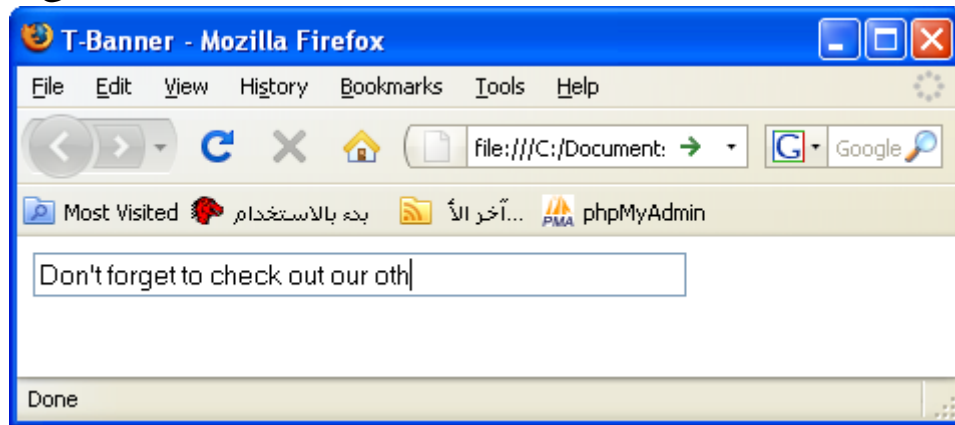 T-Banner - Mozilla Firefox
File Edit View History Bookmarks Tools Help
file:///C:/Document: G Google
Most Visited بدء بالاستخدام آخر الأ... PMA phpMyAdmin
Don't forget to check out our oth
Done